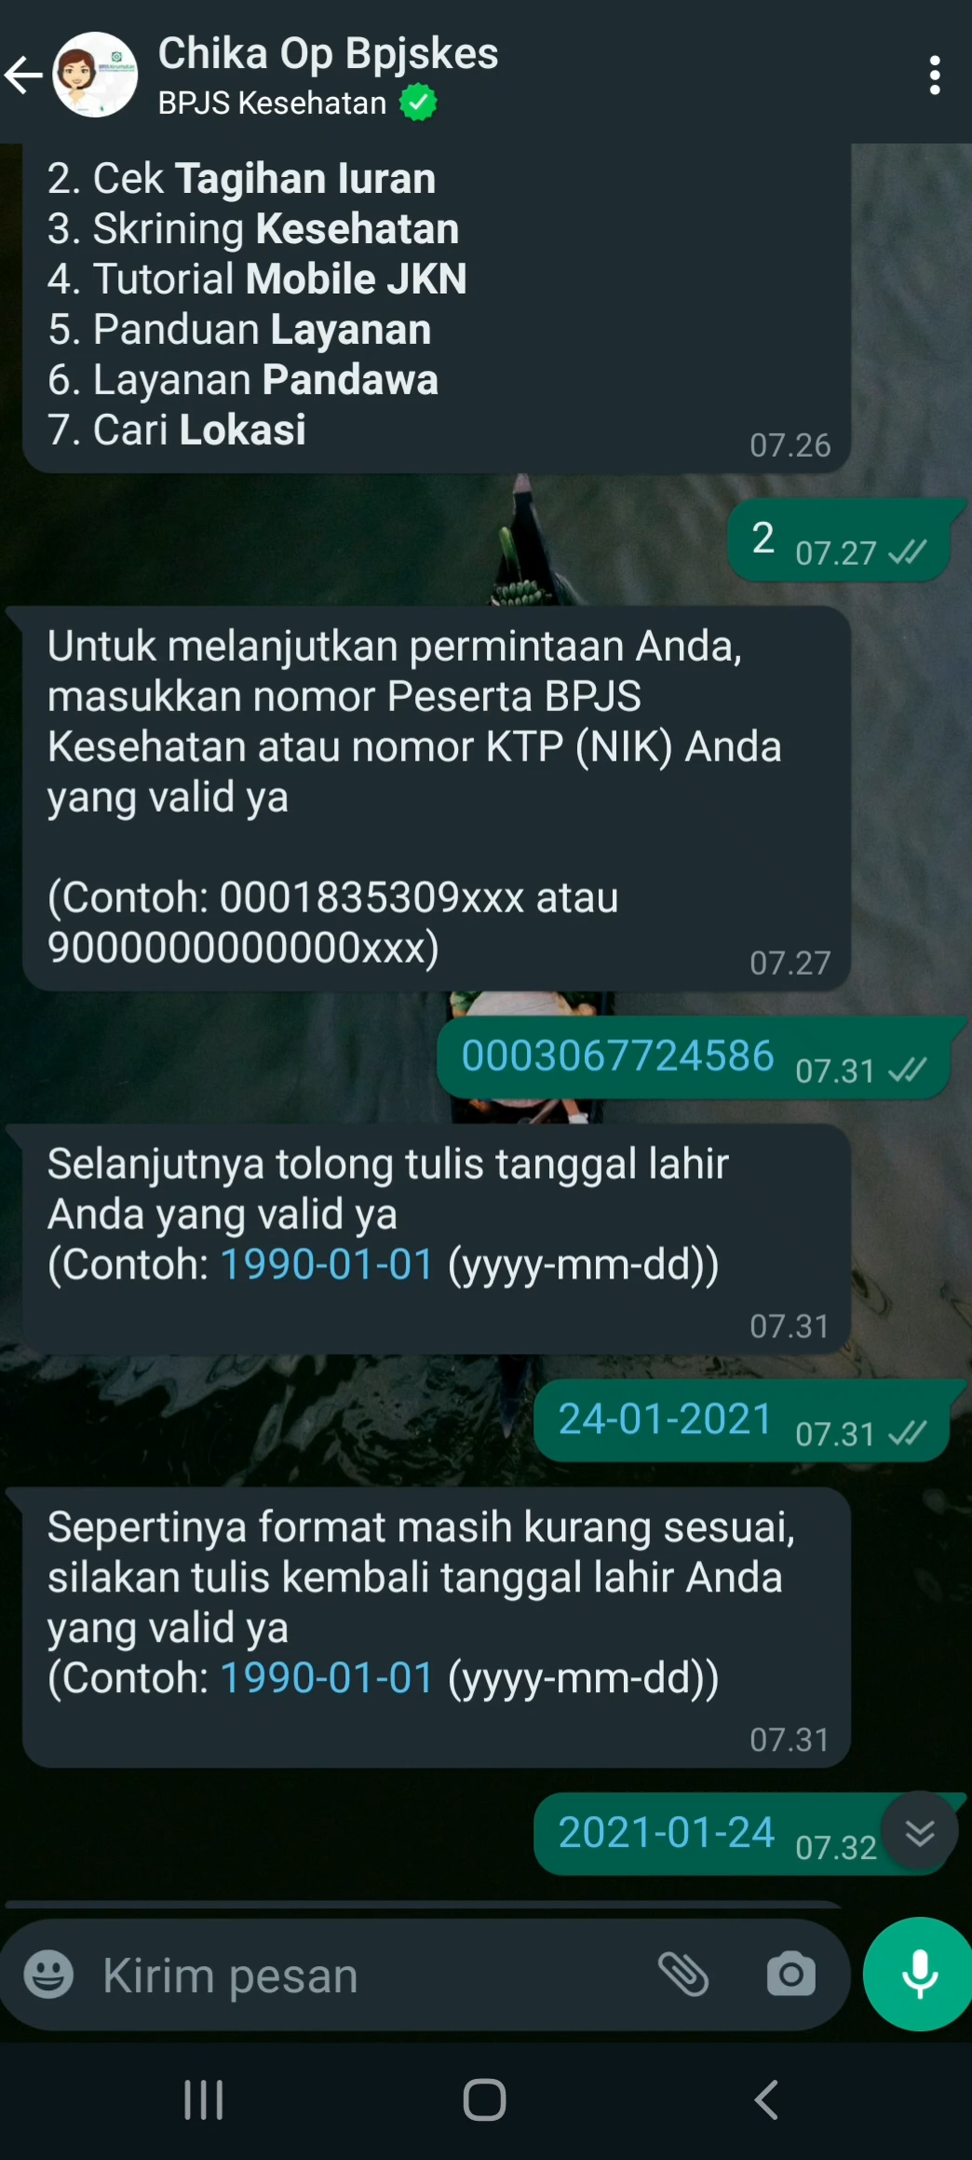 Chika Op Bpjskes
BPJS Kesehatan
2. Cek Tagihan Iuran
3. Skrining Kesehatan
4. Tutorial Mobile JKN
5. Panduan Layanan
6. Layanan Pandawa
7. Cari Lokasi
07.26
2 07.27
Untuk melanjutkan permintaan Anda,
masukkan nomor Peserta BPJS
Kesehatan atau nomor KTP (NIK) Anda
yang valid ya
(Contoh: 0001835309xxx atau
9000000000000xxx)
07.27
0003067724586 07.31
Selanjutnya tolong tulis tanggal lahir
Anda yang valid ya
(Contoh: 1990-01-01 (yyyy-mm-dd))
07.31
24-01-2021 07.31
Sepertinya format masih kurang sesuai,
silakan tulis kembali tanggal lahir Anda
yang valid ya
(Contoh: 1990-01-01 (yyyy-mm-dd))
07.31
2021-01-24 07.32
Kirim pesan